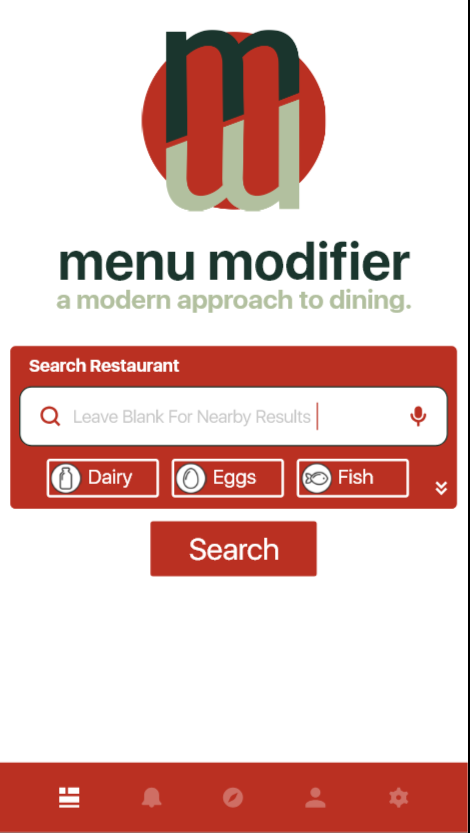 m
menu modifier
a modern approach to dining.
Search Restaurant
Leave Blank For Nearby Results
Dairy Eggs Fish
Search